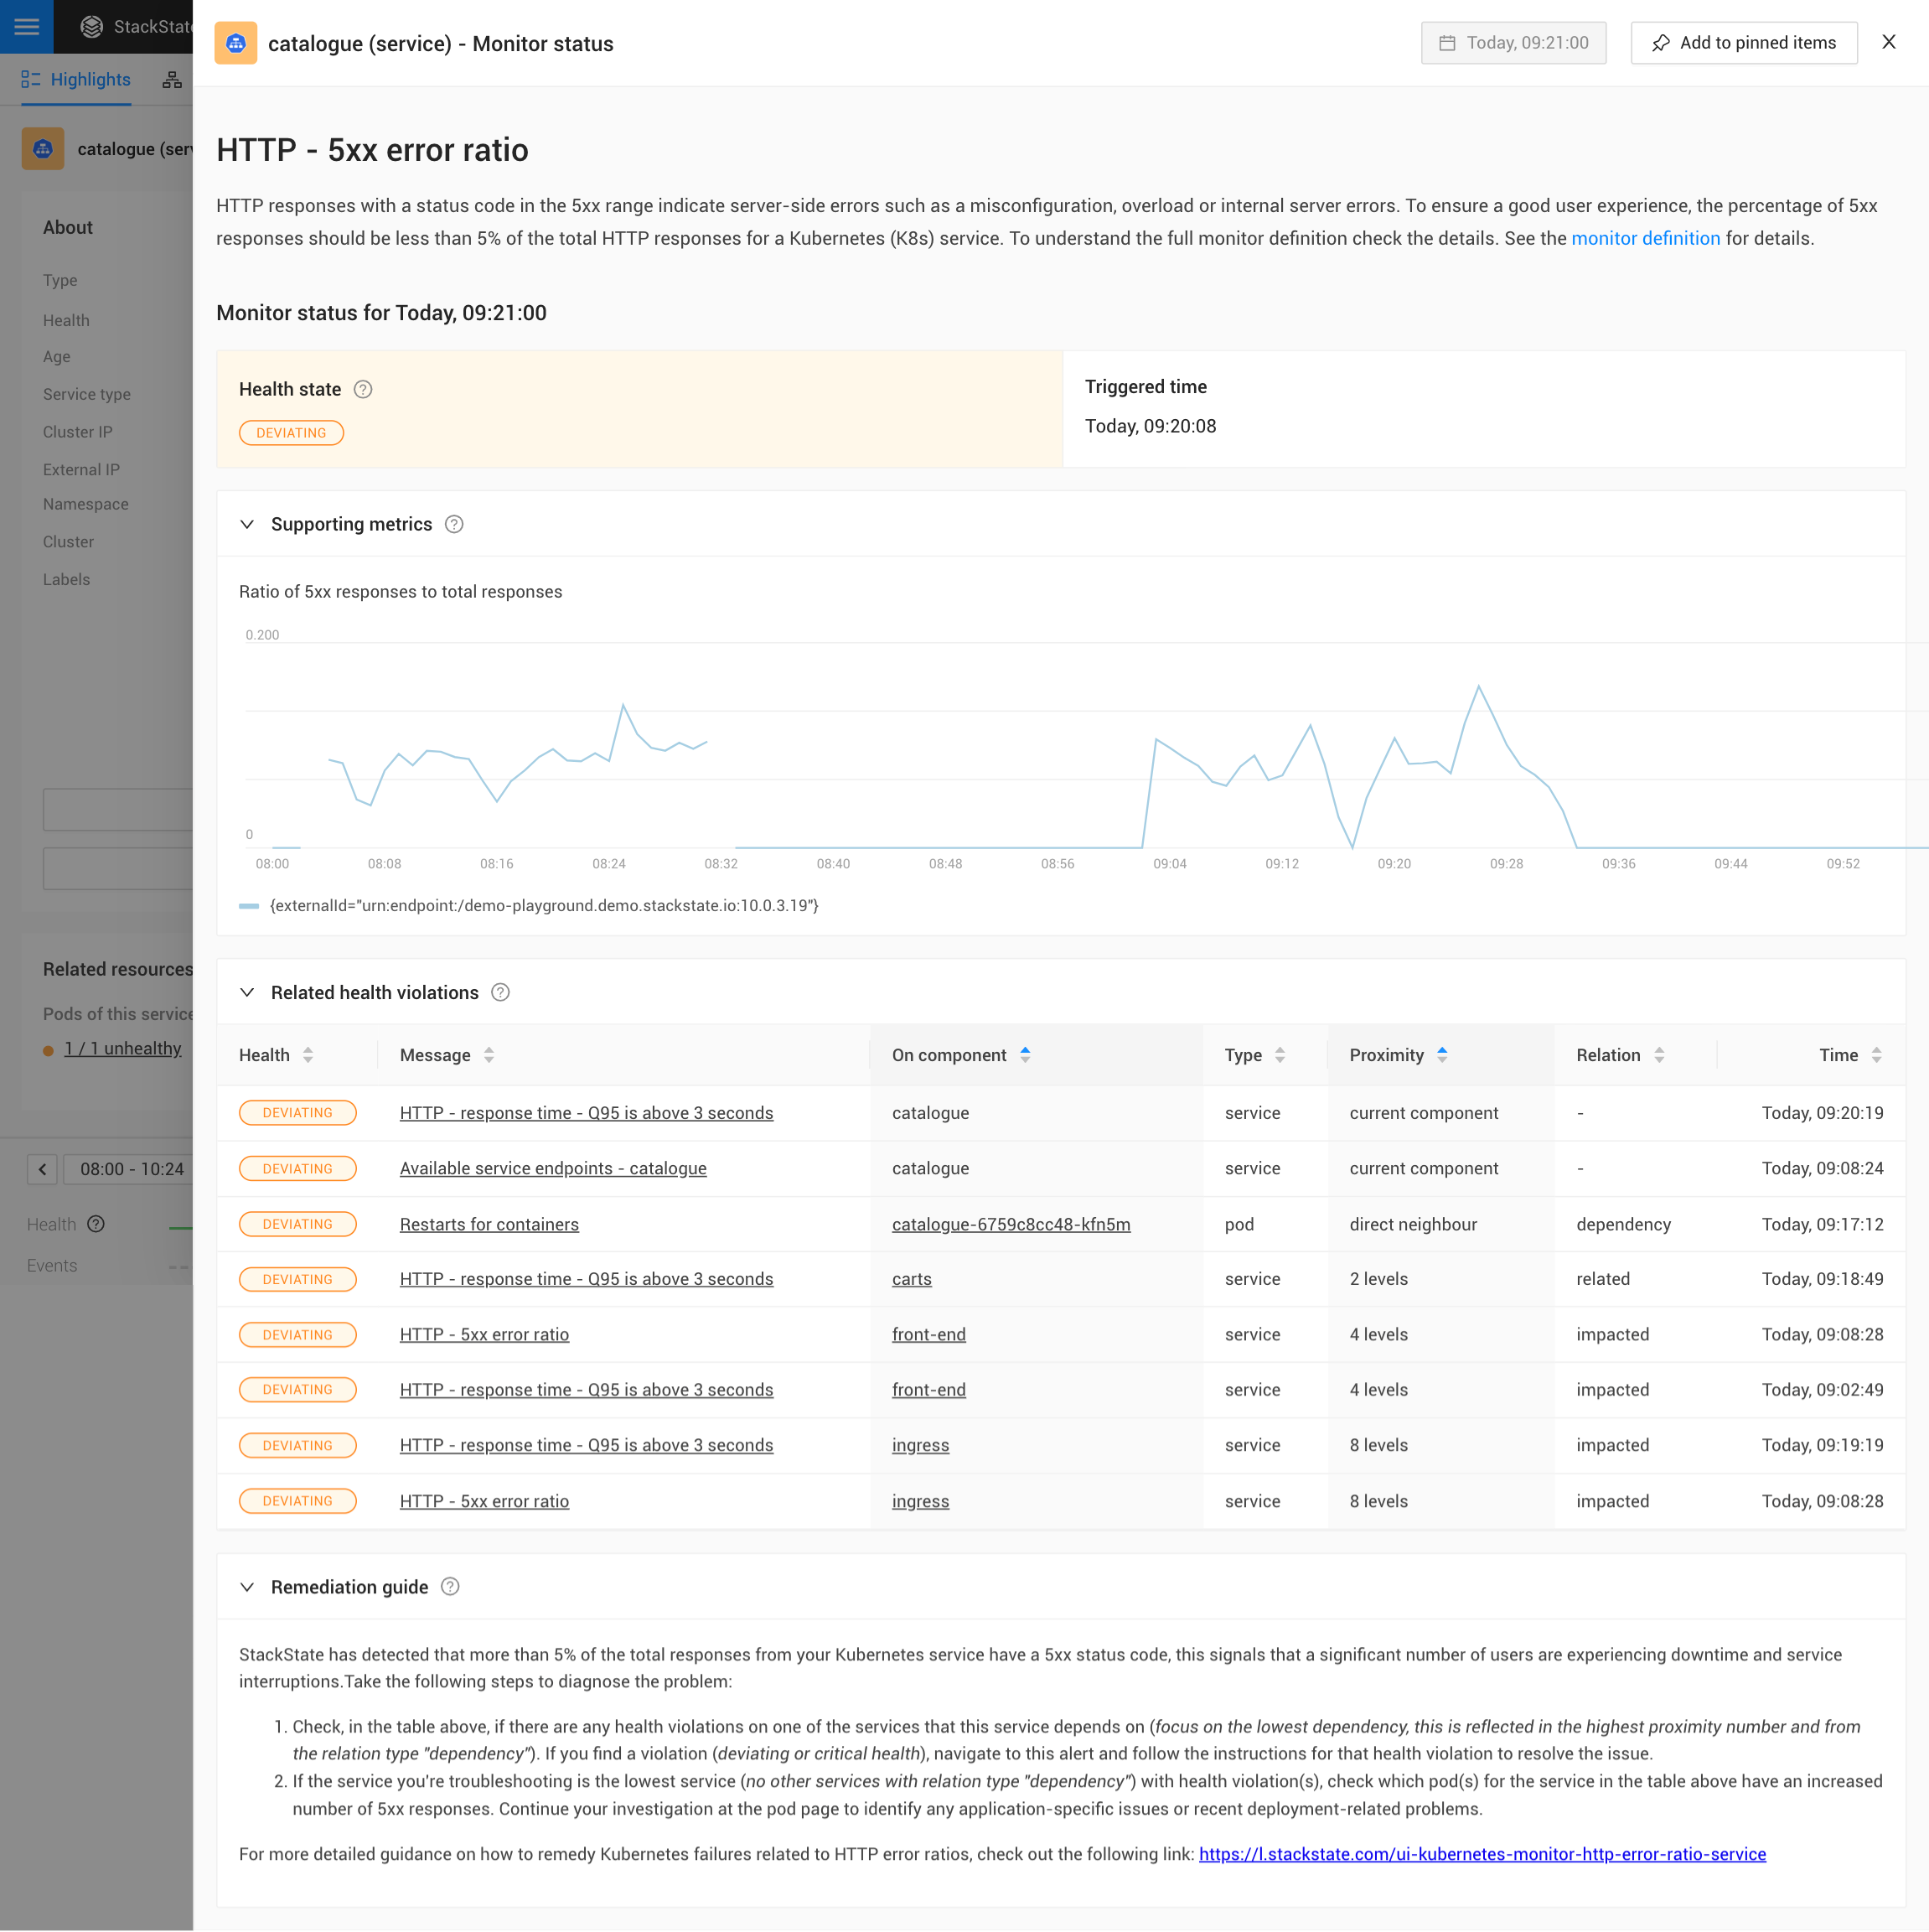 StackState
catalogue (service) - Monitor status
Today, 09:21:00
Add to pinned items
Highlights
catalogue (serv
About
Type
Health
Age
Service type
Cluster IP
External IP
Namespace
Cluster
Labels
Related resources
Pods of this service
1 / 1 unhealthy
08:00 - 10:24
Health
Events
HTTP - 5xx error ratio
HTTP responses with a status code in the 5xx range indicate server-side errors such as a misconfiguration, overload or internal server errors. To ensure a good user experience, the percentage of 5xx
responses should be less than 5% of the total HTTP responses for a Kubernetes (K8s) service. To understand the full monitor definition check the details. See the monitor definition for details.
Monitor status for Today, 09:21:00
Health state
DEVIATING
Triggered time
Today, 09:20:08
Supporting metrics
Ratio of 5xx responses to total responses
0.200
0
08:00 08:08 08:16 08:24 08:32 08:40 08:48 08:56 09:04 09:12 09:20 09:28 09:36 09:44 09:52
{externalId="urn:endpoint:/demo-playground.demo.stackstate.io:10.0.3.19"}
Related health violations
Health Message On component Type Proximity Relation Time
DEVIATING HTTP - response time - Q95 is above 3 seconds catalogue service current component - Today, 09:20:19
DEVIATING Available service endpoints - catalogue catalogue service current component - Today, 09:08:24
DEVIATING Restarts for containers catalogue-6759c8cc48-kfn5m pod direct neighbour dependency Today, 09:17:12
DEVIATING HTTP - response time - Q95 is above 3 seconds carts service 2 levels related Today, 09:18:49
DEVIATING HTTP - 5xx error ratio front-end service 4 levels impacted Today, 09:08:28
DEVIATING HTTP - response time - Q95 is above 3 seconds front-end service 4 levels impacted Today, 09:02:49
DEVIATING HTTP - response time - Q95 is above 3 seconds ingress service 8 levels impacted Today, 09:19:19
DEVIATING HTTP - 5xx error ratio ingress service 8 levels impacted Today, 09:08:28
Remediation guide
StackState has detected that more than 5% of the total responses from your Kubernetes service have a 5xx status code, this signals that a significant number of users are experiencing downtime and service
interruptions.Take the following steps to diagnose the problem:
1. Check, in the table above, if there are any health violations on one of the services that this service depends on (focus on the lowest dependency, this is reflected in the highest proximity number and from
the relation type "dependency"). If you find a violation (deviating or critical health), navigate to this alert and follow the instructions for that health violation to resolve the issue.
2. If the service you're troubleshooting is the lowest service (no other services with relation type "dependency") with health violation(s), check which pod(s) for the service in the table above have an increased
number of 5xx responses. Continue your investigation at the pod page to identify any application-specific issues or recent deployment-related problems.
For more detailed guidance on how to remedy Kubernetes failures related to HTTP error ratios, check out the following link: https://l.stackstate.com/ui-kubernetes-monitor-http-error-ratio-service